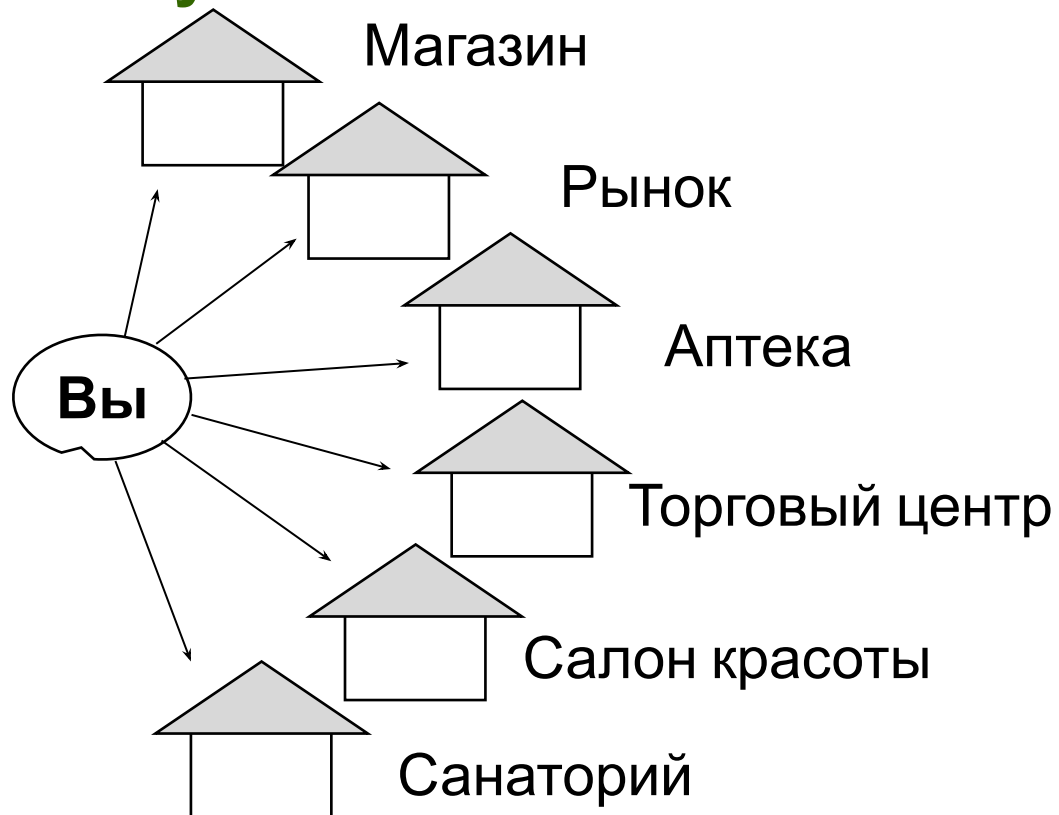 Магазин
Рынок
Аптека
Вы
Торговый центр
Салон красоты
Санаторий